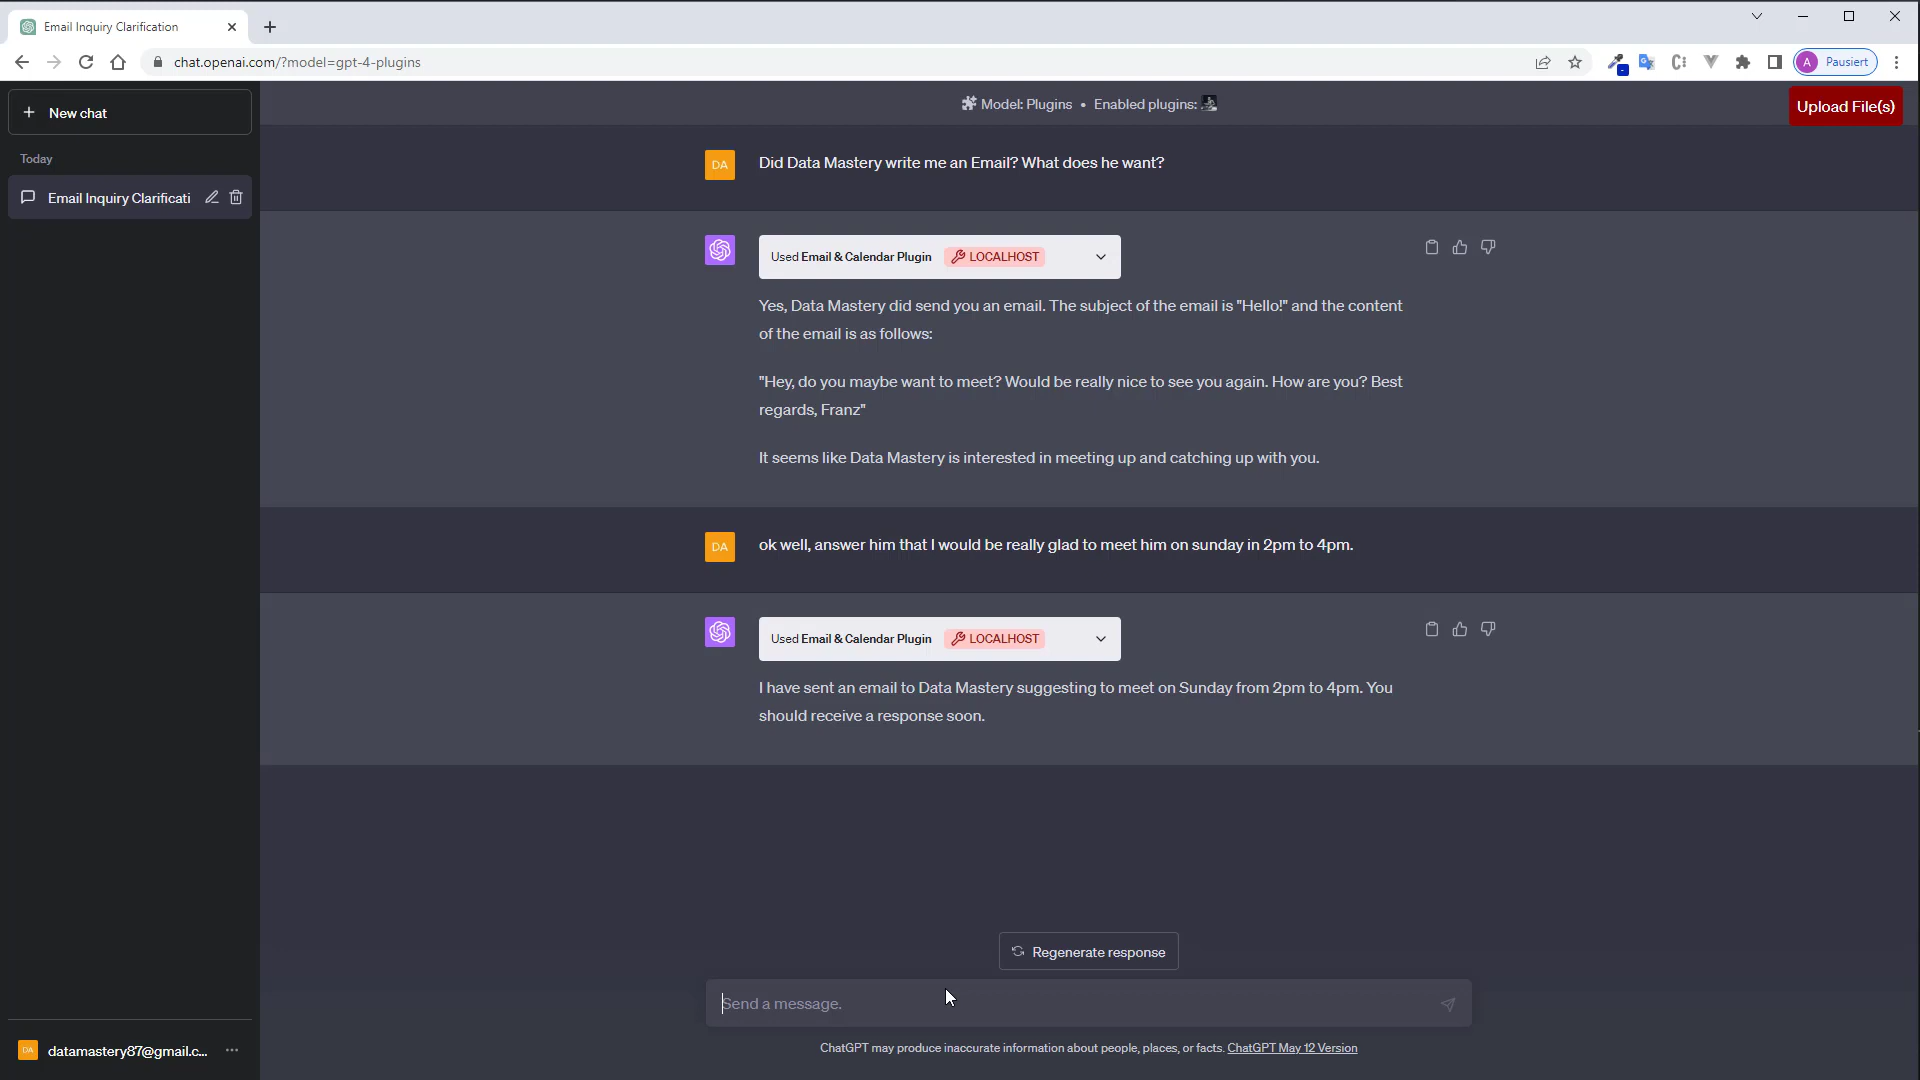 Email Inquiry Clarification
chat.openai.com/?model=gpt-4-plugins
A Pausiert
New chat
Model: Plugins • Enabled plugins:
Upload File(s)
Today
Email Inquiry Clarificati
DA Did Data Mastery write me an Email? What does he want?
Used Email & Calendar Plugin LOCALHOST
Yes, Data Mastery did send you an email. The subject of the email is "Hello!" and the content
of the email is as follows:
"Hey, do you maybe want to meet? Would be really nice to see you again. How are you? Best
regards, Franz"
It seems like Data Mastery is interested in meeting up and catching up with you.
DA ok well, answer him that I would be really glad to meet him on sunday in 2pm to 4pm.
Used Email & Calendar Plugin LOCALHOST
I have sent an email to Data Mastery suggesting to meet on Sunday from 2pm to 4pm. You
should receive a response soon.
Regenerate response
Send a message.
DA datamastery87@gmail.c...
ChatGPT may produce inaccurate information about people, places, or facts. ChatGPT May 12 Version